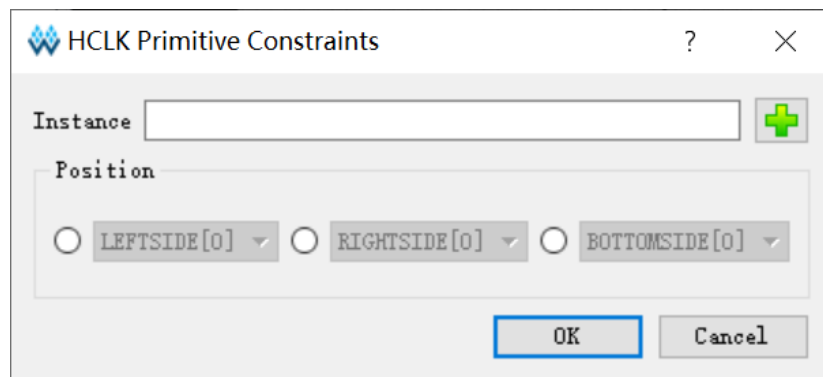 HCLK Primitive Constraints ?
Instance
Position
LEFTSIDE[0] RIGHTSIDE[0] BOTTOMSIDE[0]
OK Cancel